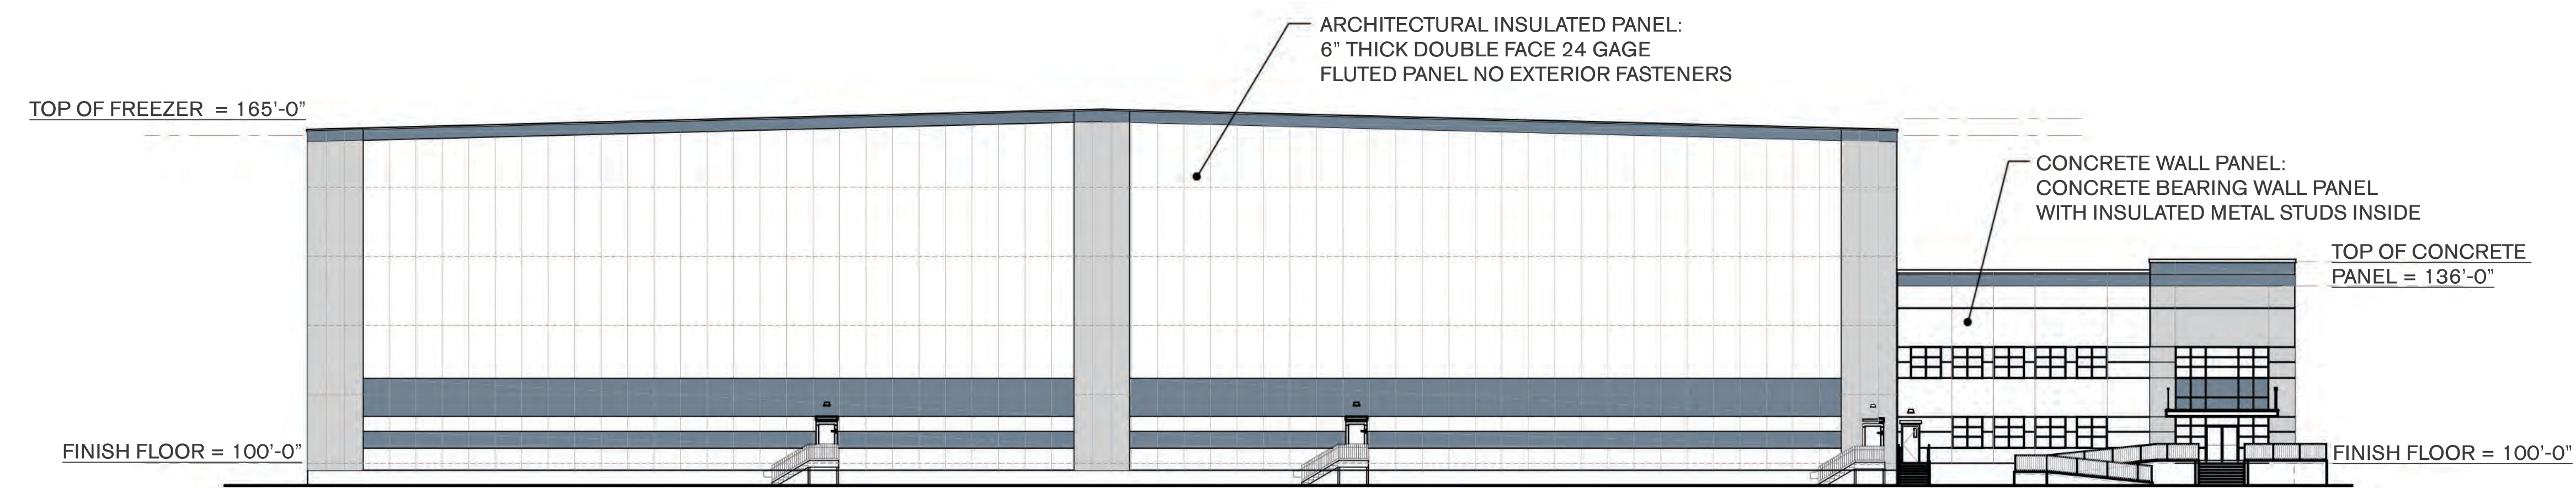 ARCHITECTURAL INSULATED PANEL:
6” THICK DOUBLE FACE 24 GAGE
FLUTED PANEL NO EXTERIOR FASTENERS
TOP OF FREEZER = 165'-0”
CONCRETE WALL PANEL:
CONCRETE BEARING WALL PANEL
WITH INSULATED METAL STUDS INSIDE
TOP OF CONCRETE
PANEL = 136'-0”
FINISH FLOOR = 100'-0”
FINISH FLOOR = 100'-0”